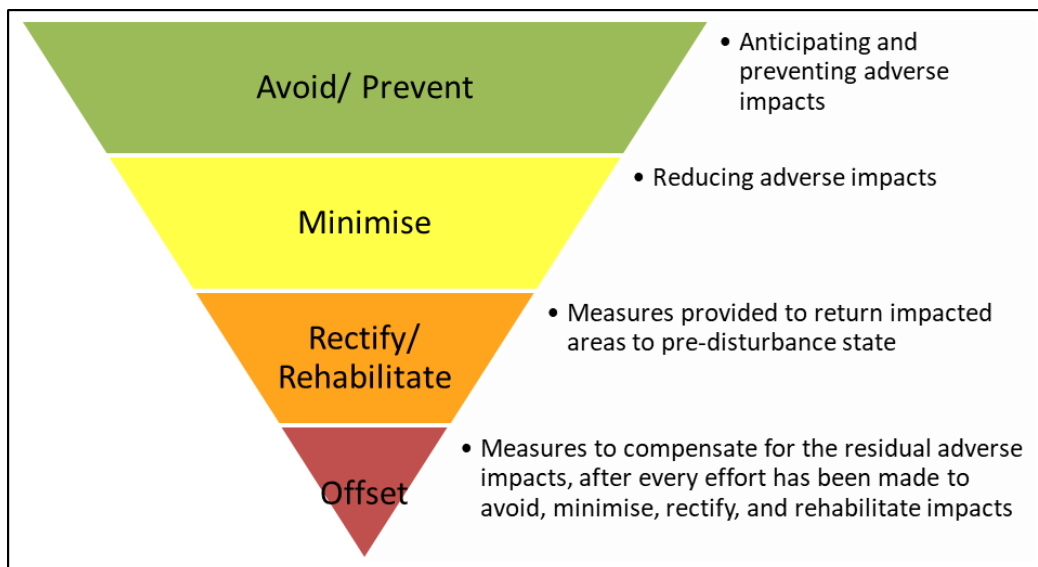 Avoid/ Prevent
• Anticipating and
preventing adverse
impacts
Minimise
• Reducing adverse impacts
Rectify/
Rehabilitate
• Measures provided to return impacted
areas to pre-disturbance state
Offset
• Measures to compensate for the residual adverse
impacts, after every effort has been made to
avoid, minimise, rectify, and rehabilitate impacts